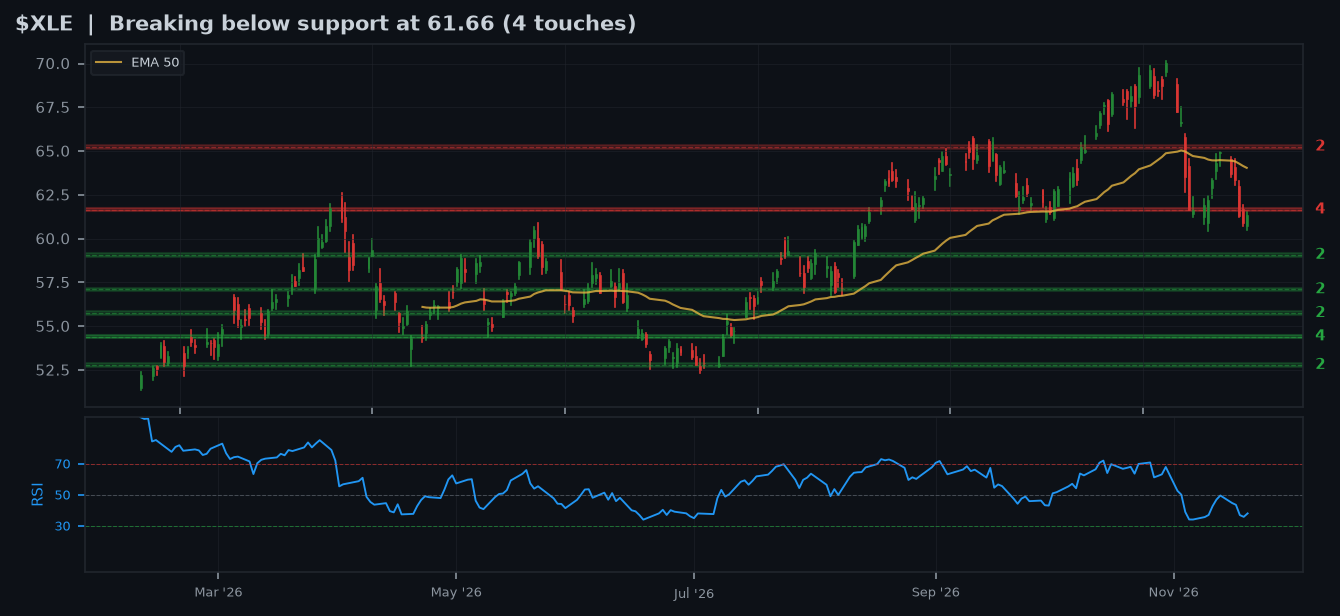 $XLE | Breaking below support at 61.66 (4 touches)
EMA 50
70.0
67.5
65.0
62.5
60.0
57.5
55.0
52.5
2
4
2
2
2
4
2
RSI
70
50
30
Mar '26
May '26
Jul '26
Sep '26
Nov '26